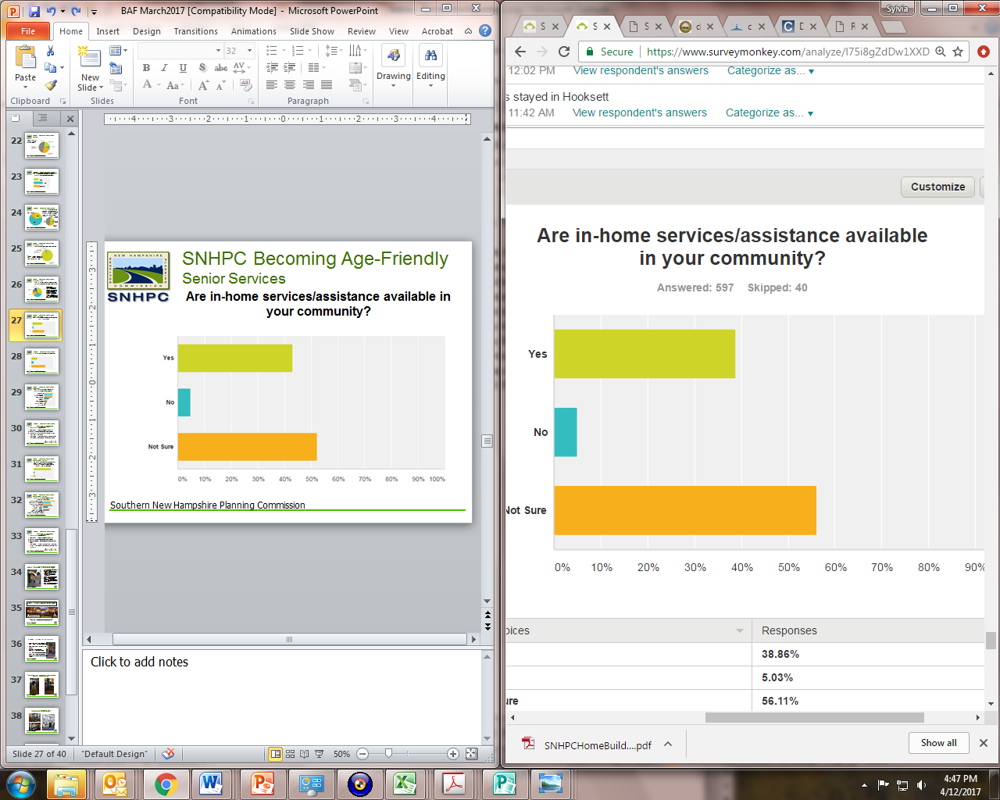 BAF March2017 [Compatibility Mode] - Microsoft PowerPoint
File Home Insert Design Transitions Animations Slide Show Review View Acrobat
32
Paste
New Slide
Drawing
Editing
Clipboard Slides Font Paragraph
22
23
24
25
26
27
28
29
30
31
32
33
34
35
36
37
38
SNHPC Becoming Age-Friendly
Senior Services
NEW HAMPSHIRE
COMMISSION
SNHPC
Are in-home services/assistance available in
your community?
Yes
No
Not Sure
0% 10% 20% 30% 40% 50% 60% 70% 80% 90% 100%
Southern New Hampshire Planning Commission
Click to add notes
Slide 27 of 40 "Default Design" 50%
Sylvia
S S S d c D R
Secure https://www.surveymonkey.com/analyze/I75i8gZdDw1XXD
12:02 PM View respondent's answers Categorize as...
s stayed in Hooksett
11:42 AM View respondent's answers Categorize as...
Customize
Are in-home services/assistance available
in your community?
Answered: 597 Skipped: 40
Yes
No
Not Sure
0% 10% 20% 30% 40% 50% 60% 70% 80% 90%
oices Responses
38.86%
5.03%
ure 56.11%
SNHPCHomeBuild....pdf Show all
4:47 PM
4/12/2017